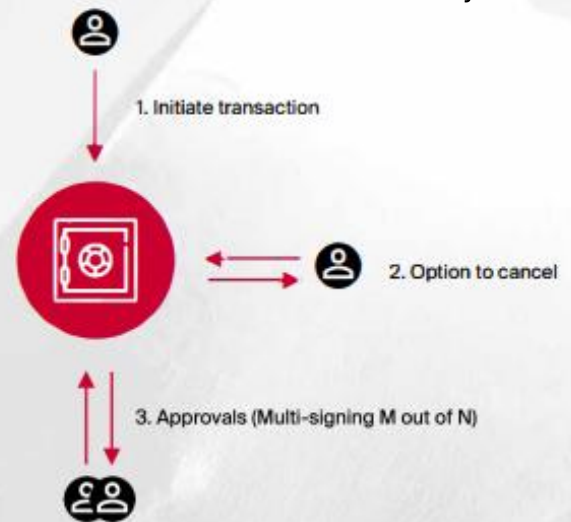 1. Initiate transaction
2. Option to cancel
3. Approvals (Multi-signing M out of N)